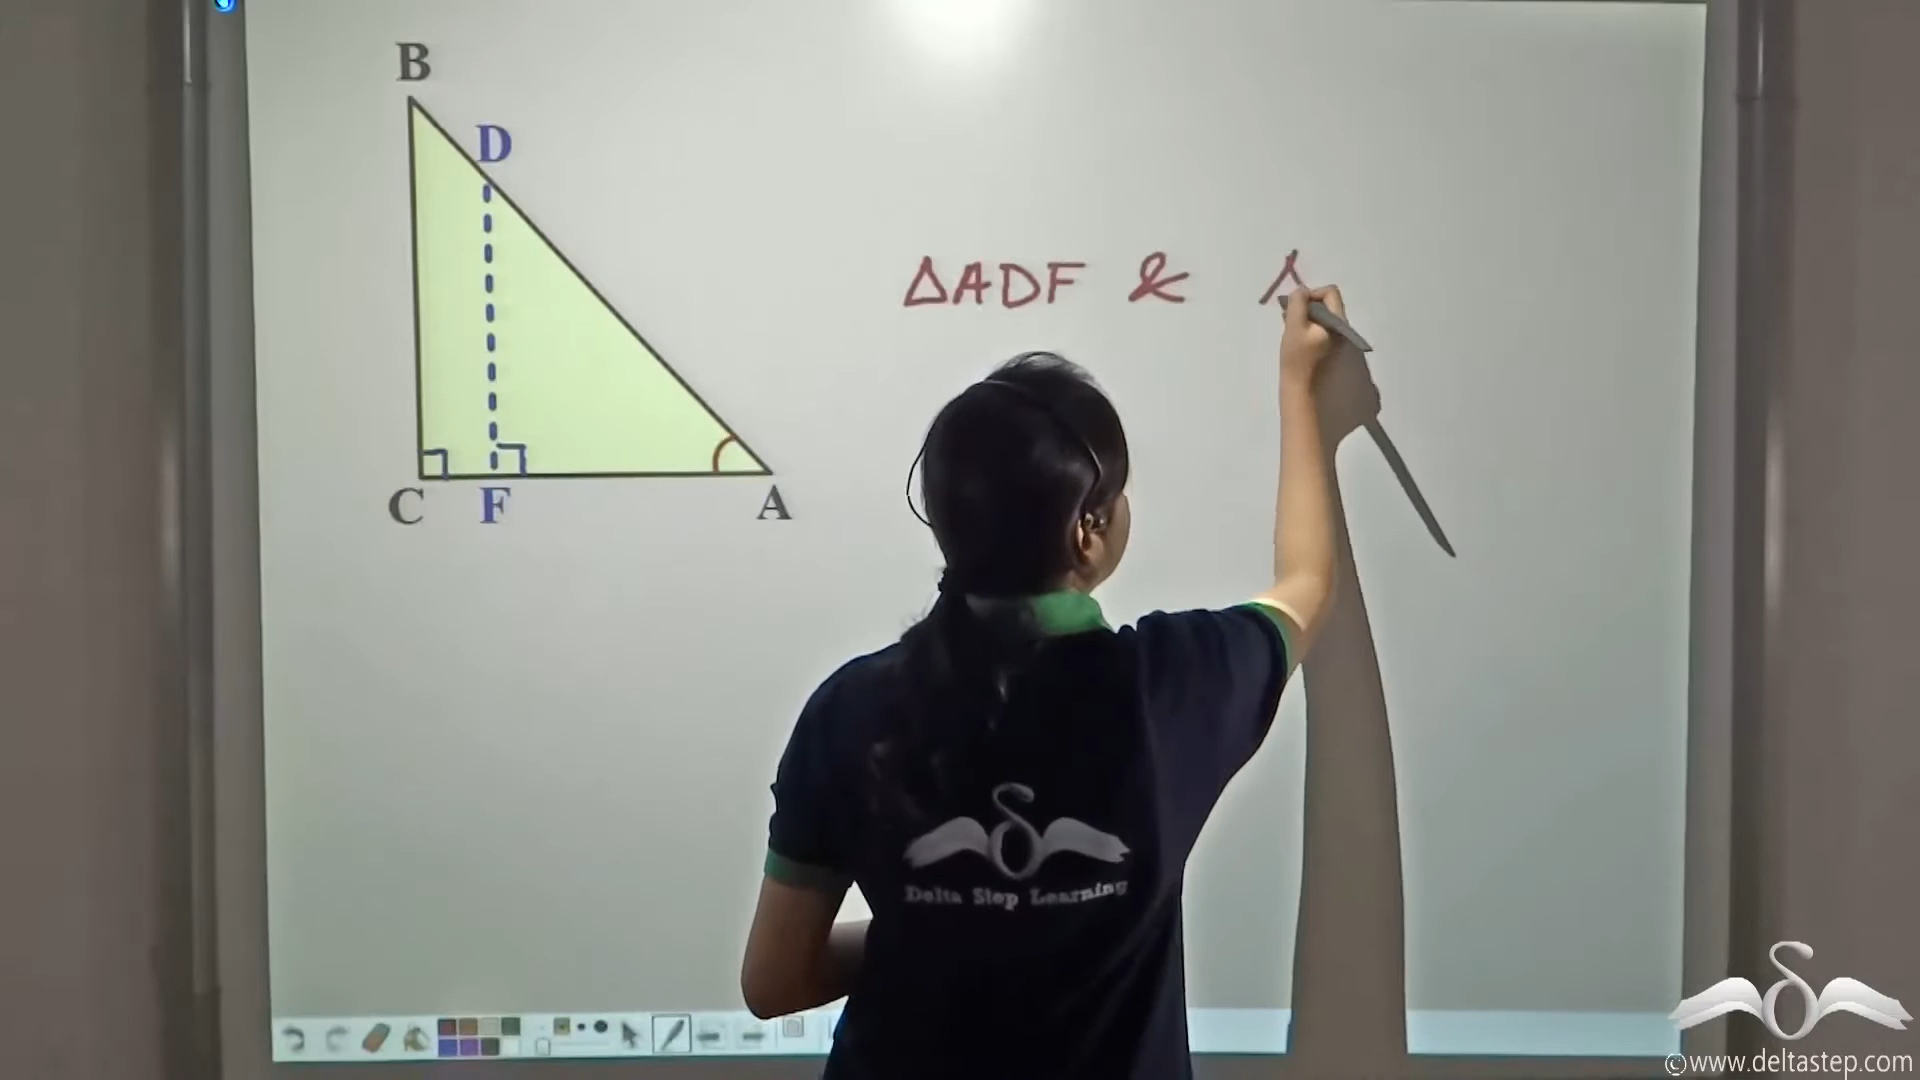 B
D
ΔADF & Δ
C F A
Delta Step Learning
©www.deltastep.com